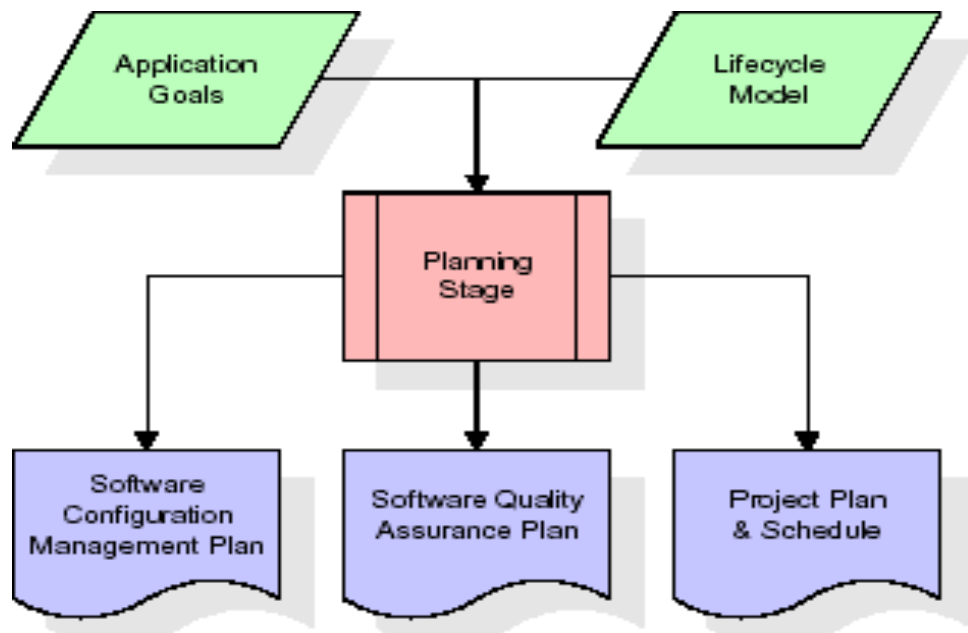 Application
Goals
Lifecycle
Model
Planning
Stage
Software
Configuration
Management Plan
Software Quality
Assurance Plan
Project Plan
& Schedule